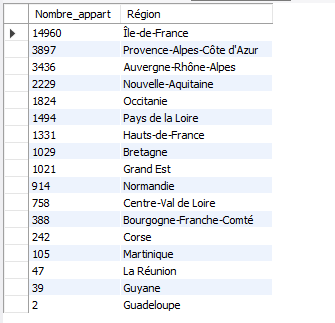 Nombre_appart Région
14960 Île-de-France
3897 Provence-Alpes-Côte d'Azur
3436 Auvergne-Rhône-Alpes
2229 Nouvelle-Aquitaine
1824 Occitanie
1494 Pays de la Loire
1331 Hauts-de-France
1029 Bretagne
1021 Grand Est
914 Normandie
758 Centre-Val de Loire
388 Bourgogne-Franche-Comté
242 Corse
105 Martinique
47 La Réunion
39 Guyane
2 Guadeloupe